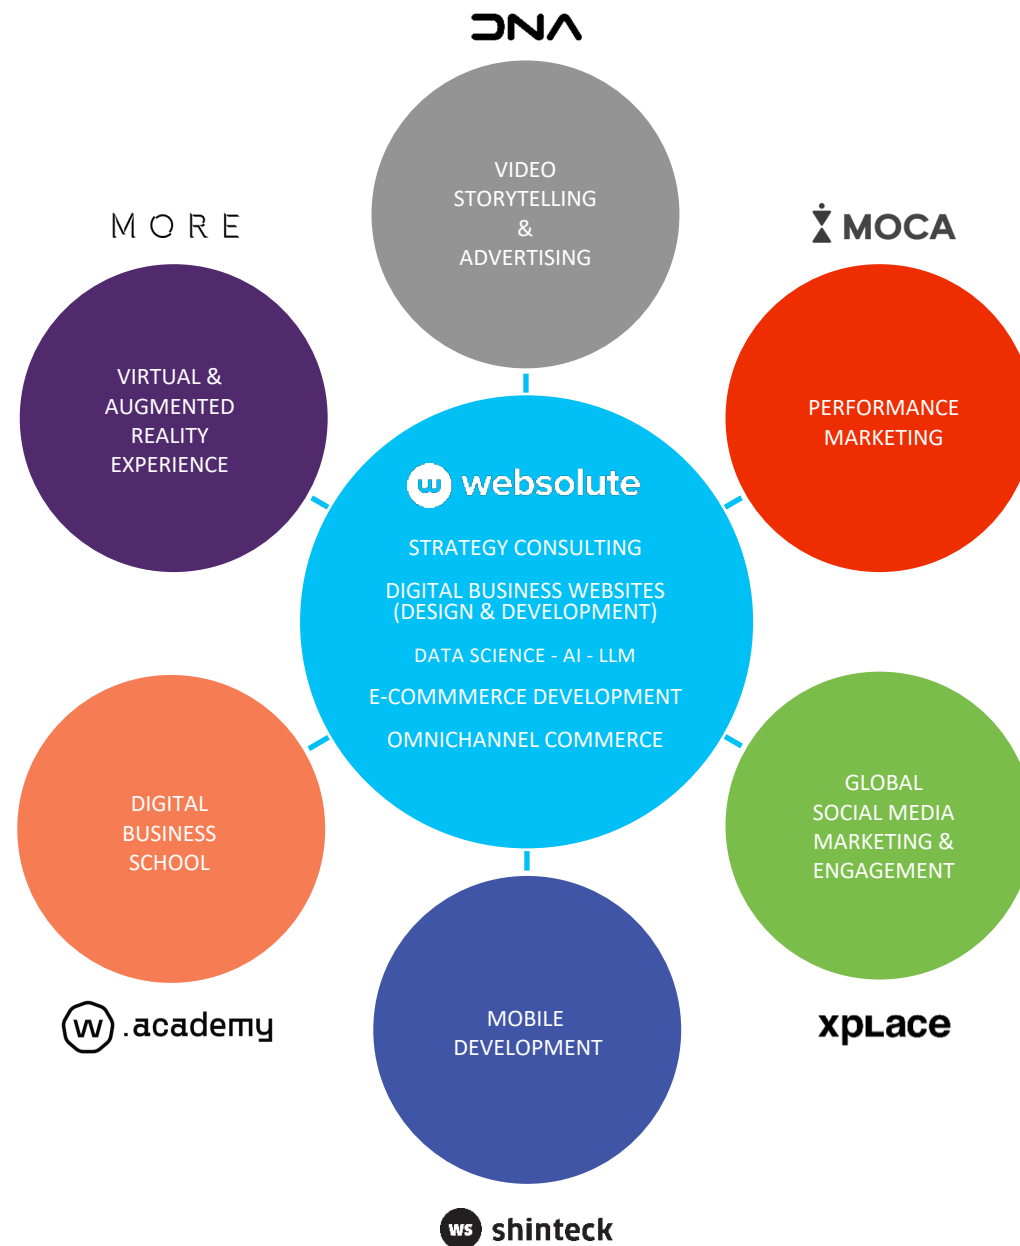 DNA
VIDEO
STORYTELLING
&
ADVERTISING
MORE
VIRTUAL &
AUGMENTED
REALITY
EXPERIENCE
MOCA
PERFORMANCE
MARKETING
w websolute
STRATEGY CONSULTING
DIGITAL BUSINESS WEBSITES
(DESIGN & DEVELOPMENT)
DATA SCIENCE - AI - LLM
E-COMMMERCE DEVELOPMENT
OMNICHANNEL COMMERCE
DIGITAL
BUSINESS
SCHOOL
w .academy
GLOBAL
SOCIAL MEDIA
MARKETING &
ENGAGEMENT
xpLace
MOBILE
DEVELOPMENT
ws shinteck